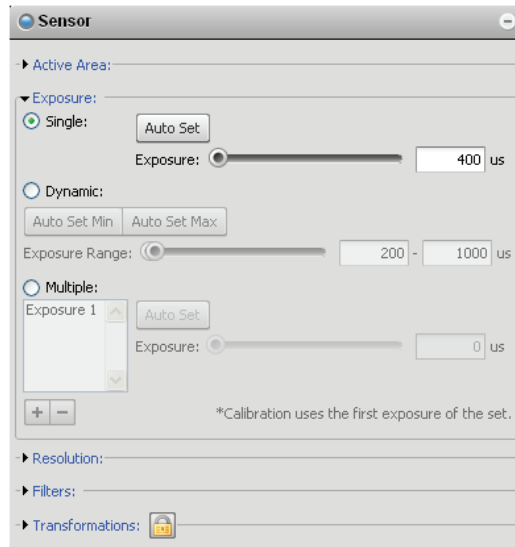 Sensor
Active Area:
Exposure:
Single:
Auto Set
Exposure: 400 us
Dynamic:
Auto Set Min Auto Set Max
Exposure Range: 200 - 1000 us
Multiple:
Exposure 1 Auto Set
Exposure: 0 us
+ −
*Calibration uses the first exposure of the set.
Resolution:
Filters:
Transformations: